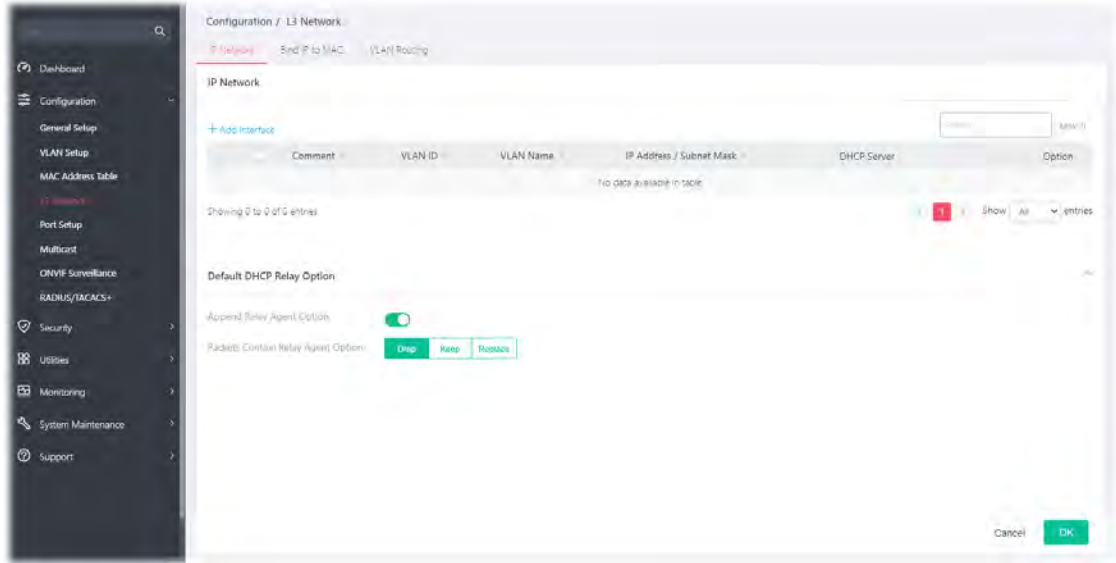 Configuration / L3 Network
IP Network Bind IP to MAC VLAN Routing
Dashboard
Configuration
General Setup
VLAN Setup
MAC Address Table
L3 Network
Port Setup
Multicast
ONVIF Surveillance
RADIUS/TACACS+
Security
Utilities
Monitoring
System Maintenance
Support
IP Network
+ Add Interface
Comment VLAN ID VLAN Name IP Address / Subnet Mask DHCP Server Option
No data available in table
Showing 0 to 0 of 0 entries
1 Show All entries
Default DHCP Relay Option
Append Relay Agent Option
Packets Contain Relay Agent Option Drop Keep Replace
Cancel OK